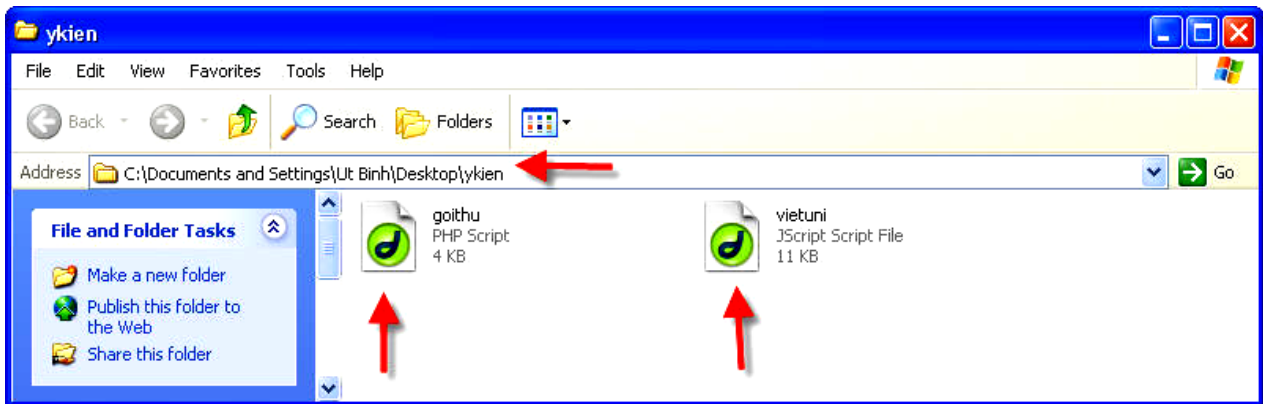 ykien
File Edit View Favorites Tools Help
Back Search Folders
Address C:\Documents and Settings\Ut Binh\Desktop\ykien Go
File and Folder Tasks
Make a new folder
Publish this folder to
the Web
Share this folder
goithu
PHP Script
4 KB
vietuni
JScript Script File
11 KB